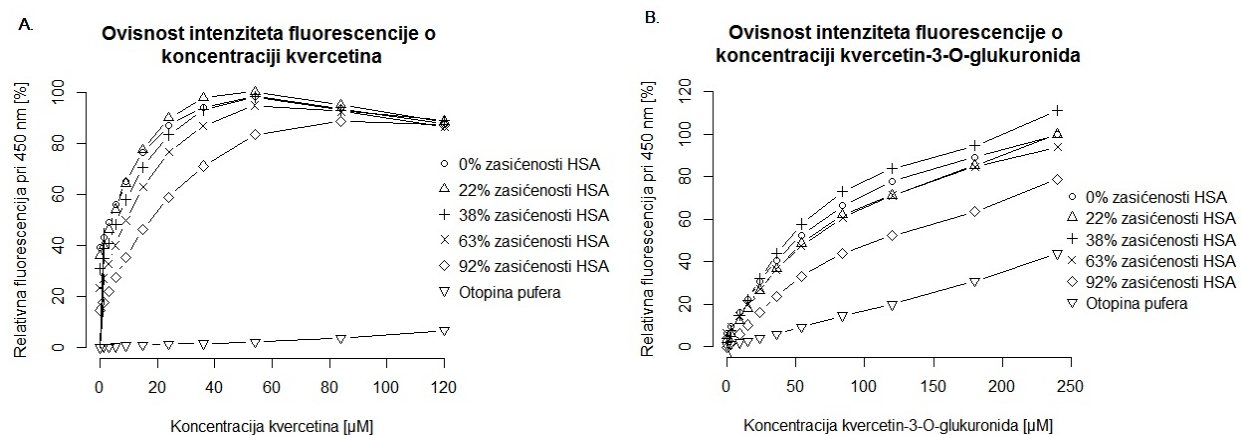 A.
Ovisnost intenziteta fluorescencije o
koncentraciji kvercetina
Relativna fluorescencija pri 450 nm [%]
100
80
60
40
20
0
0 20 40 60 80 100 120
Koncentracija kvercetina [µM]
0% zasićenosti HSA
22% zasićenosti HSA
38% zasićenosti HSA
63% zasićenosti HSA
92% zasićenosti HSA
Otopina pufera
B.
Ovisnost intenziteta fluorescencije o
koncentraciji kvercetin-3-O-glukuronida
Relativna fluorescencija pri 450 nm [%]
120
100
80
60
40
20
0
0 50 100 150 200 250
Koncentracija kvercetin-3-O-glukuronida [µM]
0% zasićenosti HSA
22% zasićenosti HSA
38% zasićenosti HSA
63% zasićenosti HSA
92% zasićenosti HSA
Otopina pufera